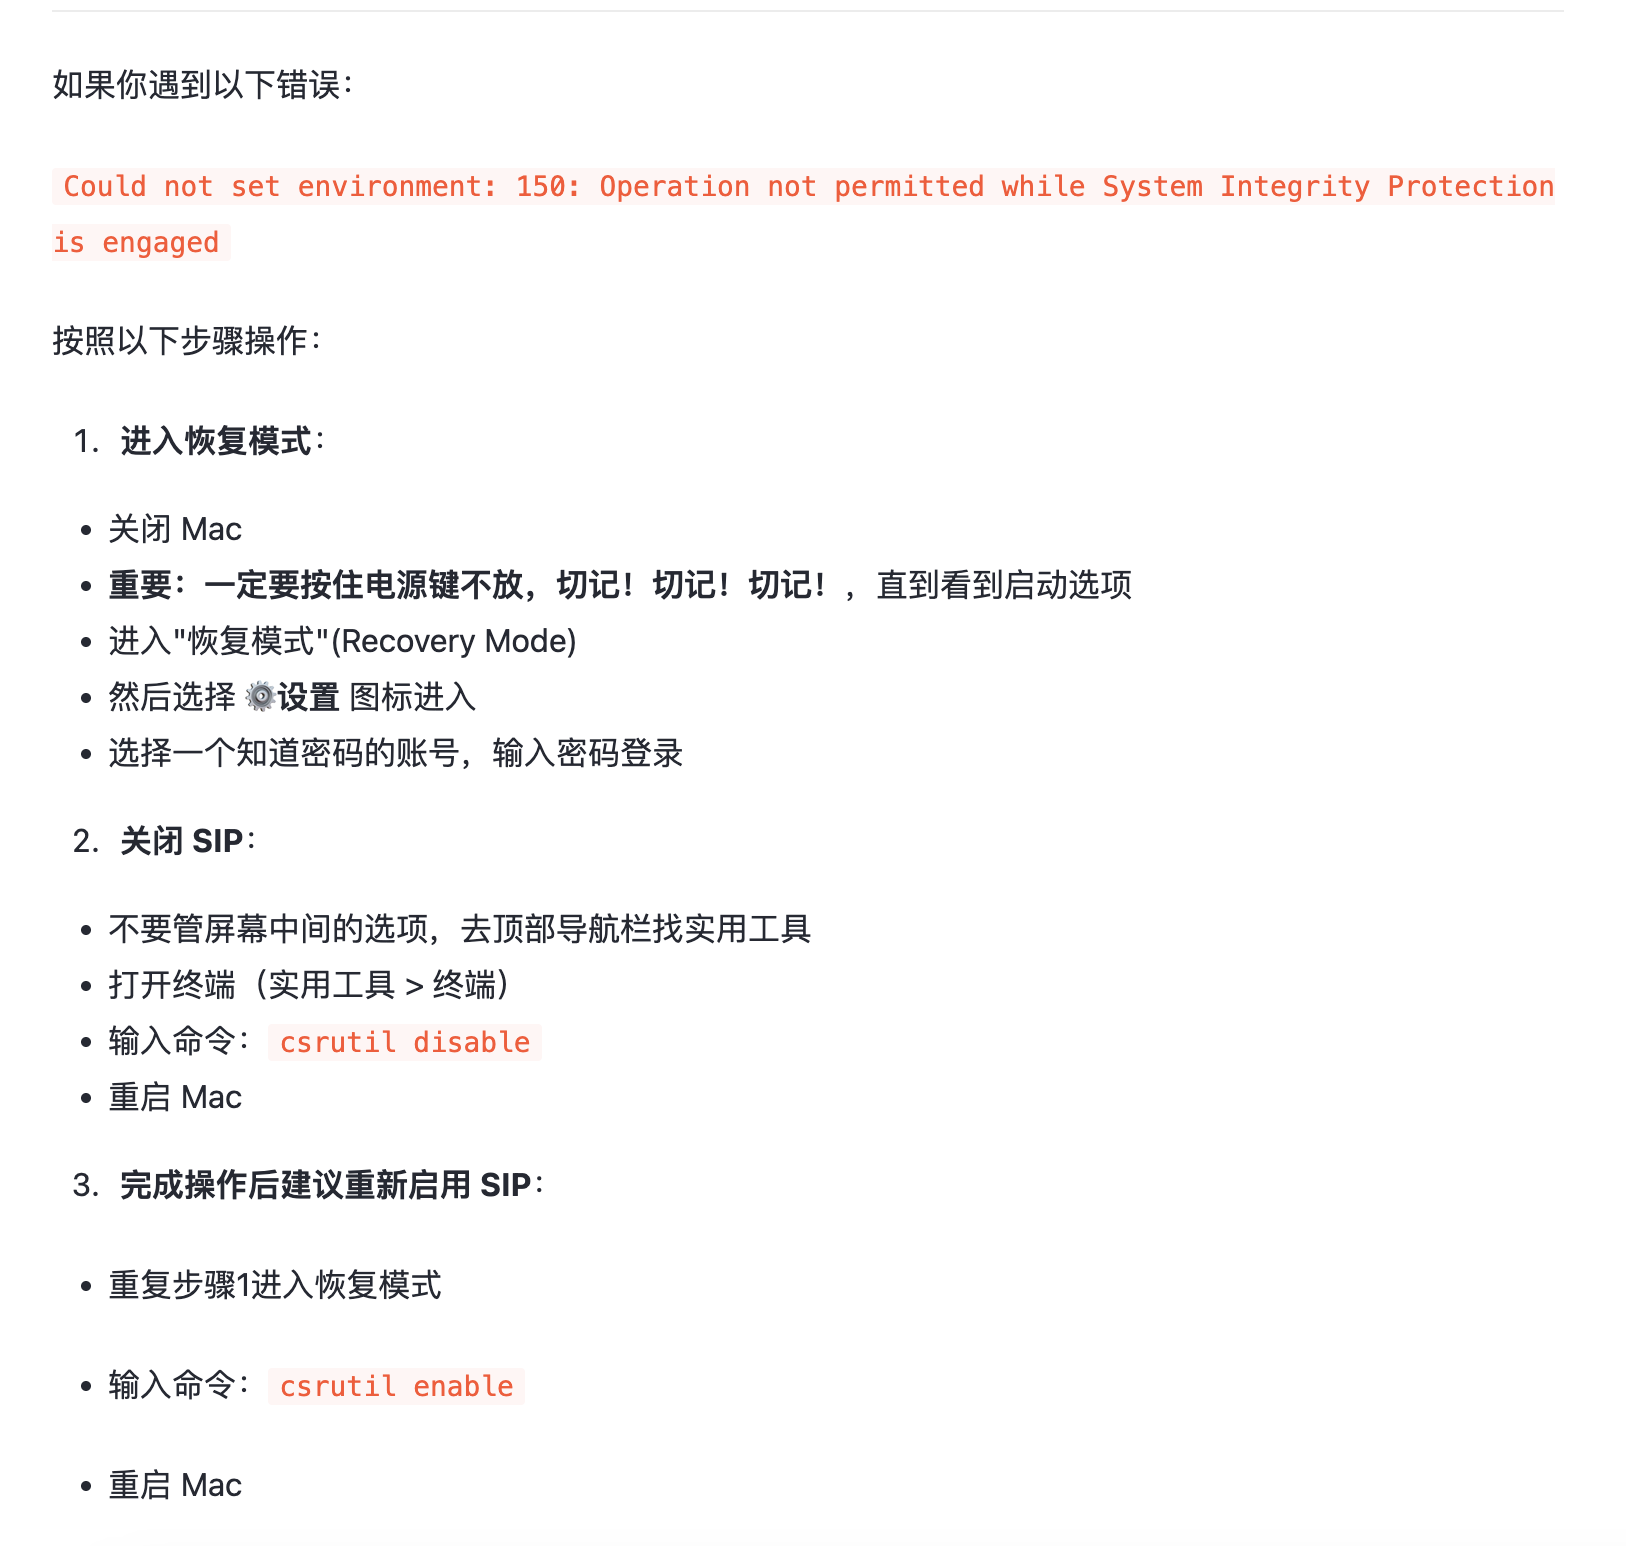 如果你遇到以下错误：
Could not set environment: 150: Operation not permitted while System Integrity Protection
is engaged
按照以下步骤操作：
1. 进入恢复模式：
• 关闭 Mac
• 重要：一定要按住电源键不放，切记！切记！切记！，直到看到启动选项
• 进入"恢复模式"(Recovery Mode)
• 然后选择 ⚙️设置 图标进入
• 选择一个知道密码的账号，输入密码登录
2. 关闭 SIP：
• 不要管屏幕中间的选项，去顶部导航栏找实用工具
• 打开终端（实用工具 > 终端）
• 输入命令： csrutil disable
• 重启 Mac
3. 完成操作后建议重新启用 SIP：
• 重复步骤1进入恢复模式
• 输入命令： csrutil enable
• 重启 Mac